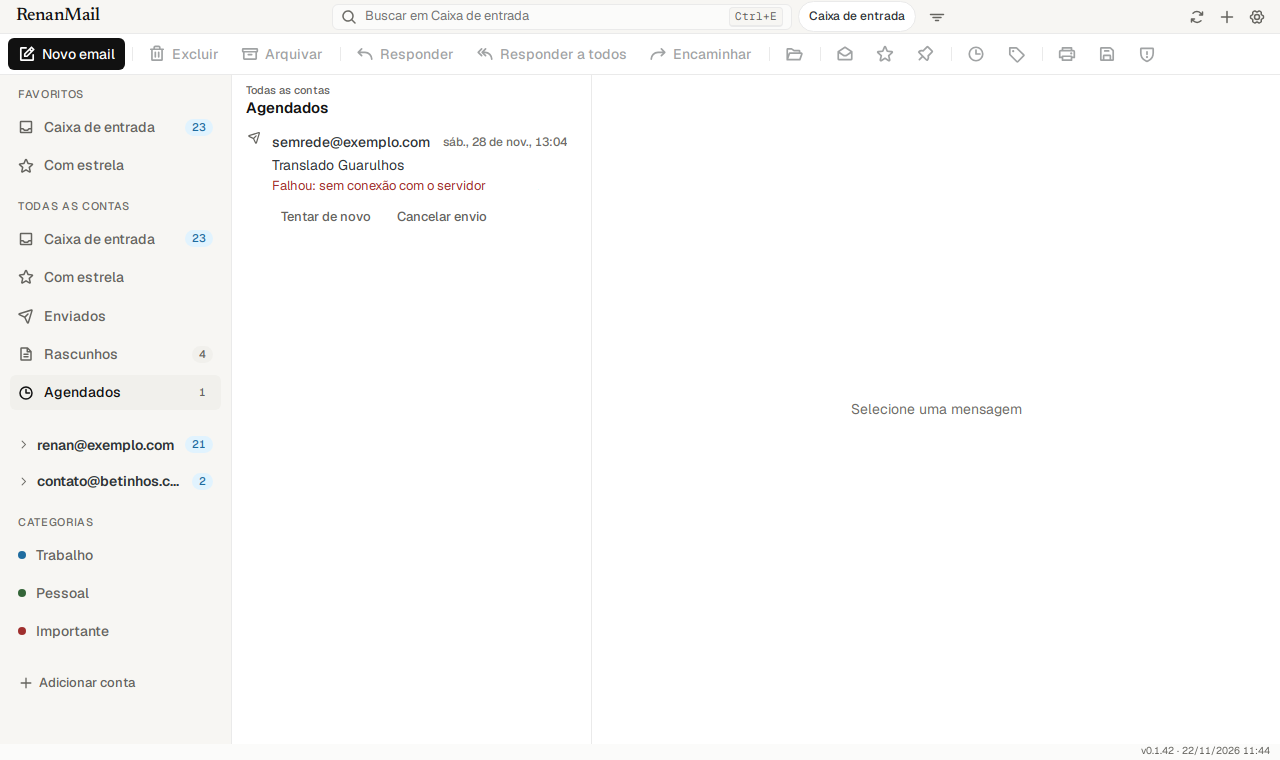 RenanMail
Buscar em Caixa de entrada
Ctrl+E
Caixa de entrada
Novo email
Excluir
Arquivar
Responder
Responder a todos
Encaminhar
FAVORITOS
Caixa de entrada 23
Com estrela
TODAS AS CONTAS
Caixa de entrada 23
Com estrela
Enviados
Rascunhos 4
Agendados 1
renan@exemplo.com 21
contato@betinhos.c... 2
CATEGORIAS
Trabalho
Pessoal
Importante
Adicionar conta
Todas as contas
Agendados
semrede@exemplo.com sáb., 28 de nov., 13:04
Translado Guarulhos
Falhou: sem conexão com o servidor
Tentar de novo Cancelar envio
Selecione uma mensagem
v0.1.42 · 22/11/2026 11:44